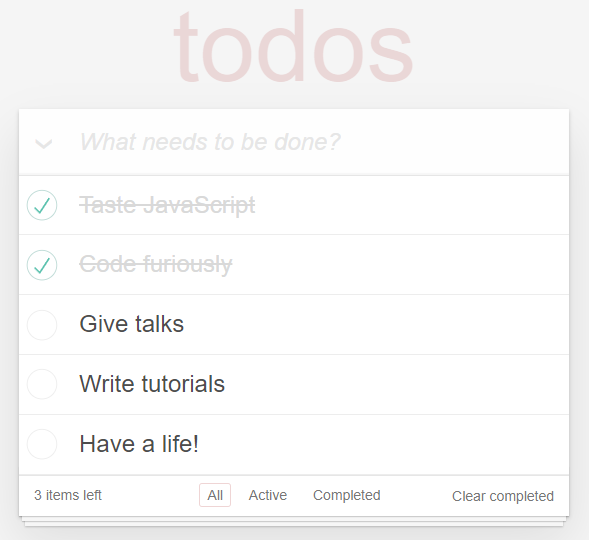 todos
What needs to be done?
Taste JavaScript
Code furiously
Give talks
Write tutorials
Have a life!
3 items left All Active Completed Clear completed